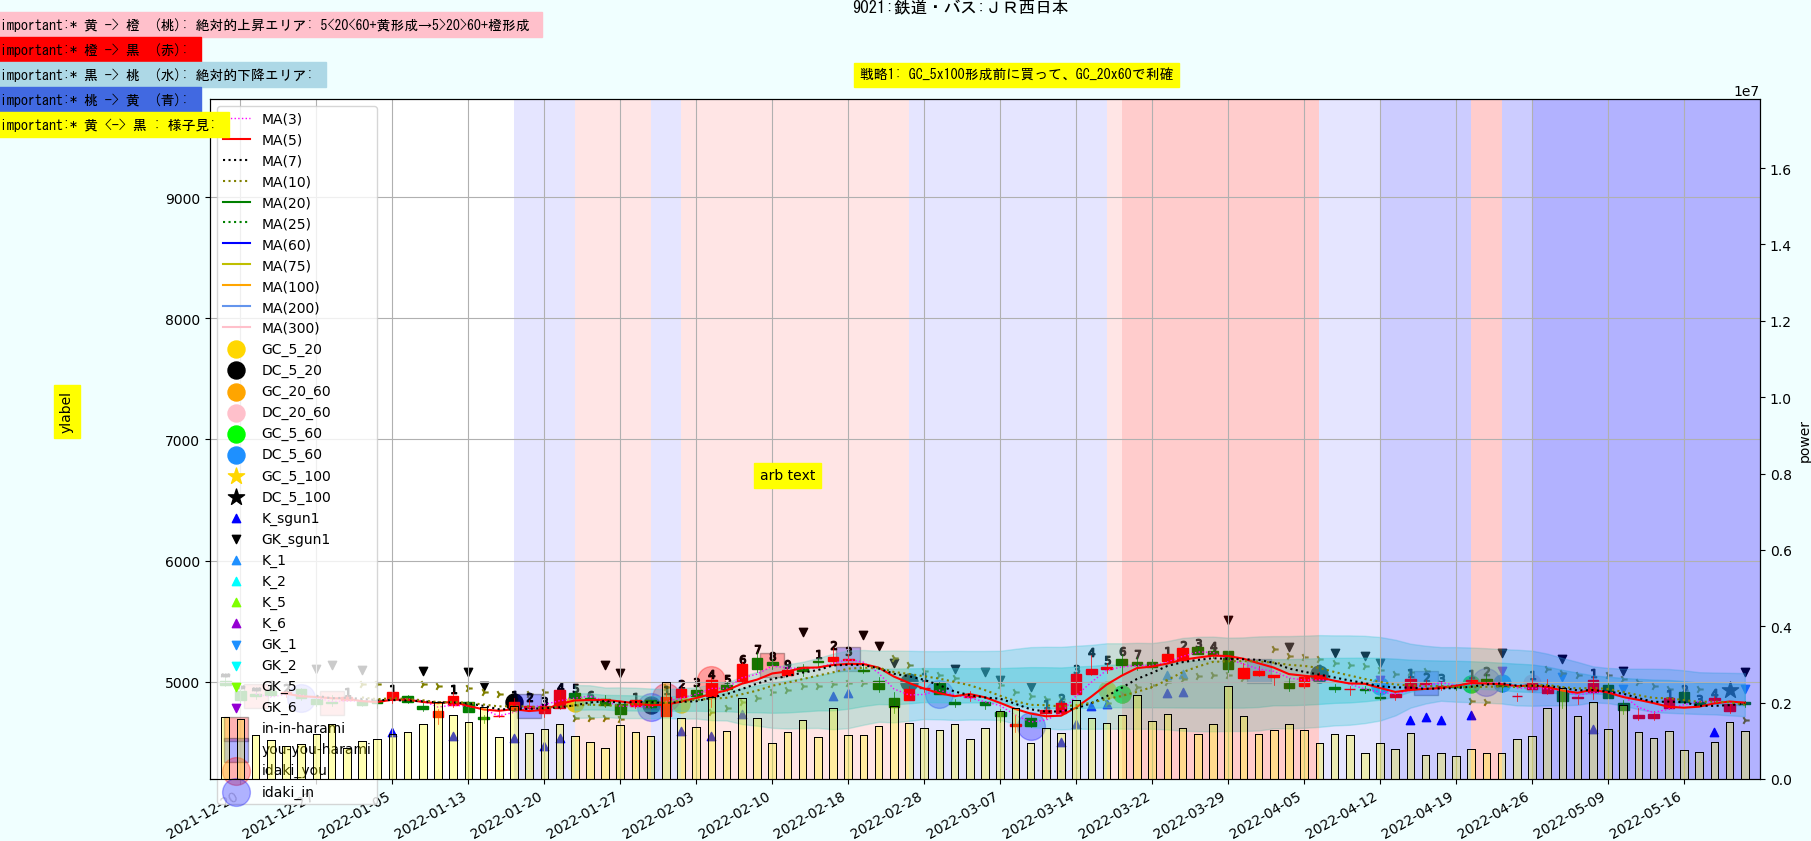 9021:鉄道・バス:ＪＲ西日本
important:* 黄 -> 橙 (桃): 絶対的上昇エリア: 5<20<60+黄形成→5>20>60+橙形成
important:* 橙 -> 黒 (赤):
important:* 黒 -> 桃 (水): 絶対的下降エリア:
戦略1: GC_5x100形成前に買って、GC_20x60で利確
important:* 桃 -> 黄 (青):
important:* 黄 <-> 黒 : 様子見:
1e7
MA(3)
MA(5)
MA(7)
MA(10)
MA(20)
MA(25)
MA(60)
MA(75)
MA(100)
MA(200)
MA(300)
GC_5_20
DC_5_20
GC_20_60
DC_20_60
GC_5_60
DC_5_60
GC_5_100
DC_5_100
K_sgun1
GK_sgun1
K_1
K_2
K_5
K_6
GK_1
GK_2
GK_5
GK_6
in-in-harami
you-you-harami
idaki_you
idaki_in
ylabel
9000
8000
7000
6000
5000
arb text
power
1.6
1.4
1.2
1.0
0.8
0.6
0.4
0.2
0.0
2021-12-20
2021-12-27
2022-01-05
2022-01-13
2022-01-20
2022-01-27
2022-02-03
2022-02-10
2022-02-18
2022-02-28
2022-03-07
2022-03-14
2022-03-22
2022-03-29
2022-04-05
2022-04-12
2022-04-19
2022-04-26
2022-05-09
2022-05-16